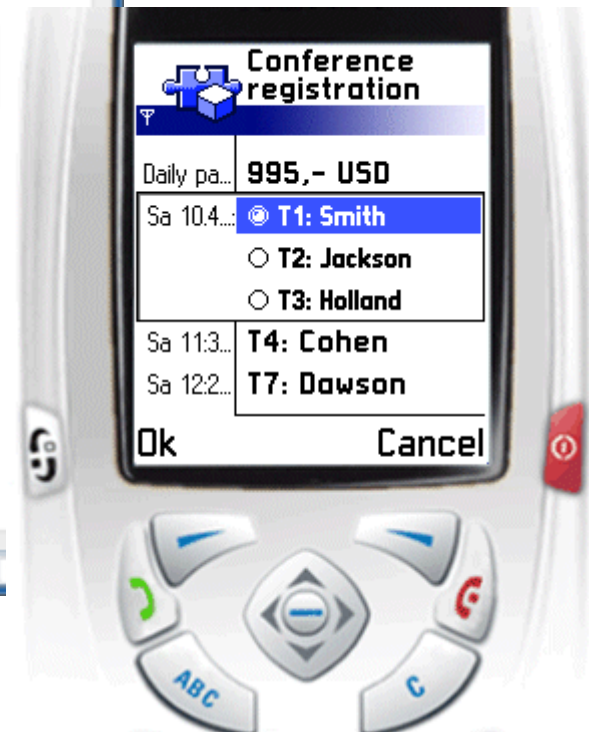 Conference
registration
Daily pa... 995,- USD
Sa 10.4...: T1: Smith
T2: Jackson
T3: Holland
Sa 11:3... T4: Cohen
Sa 12:2... T7: Dawson
Ok Cancel
ABC C